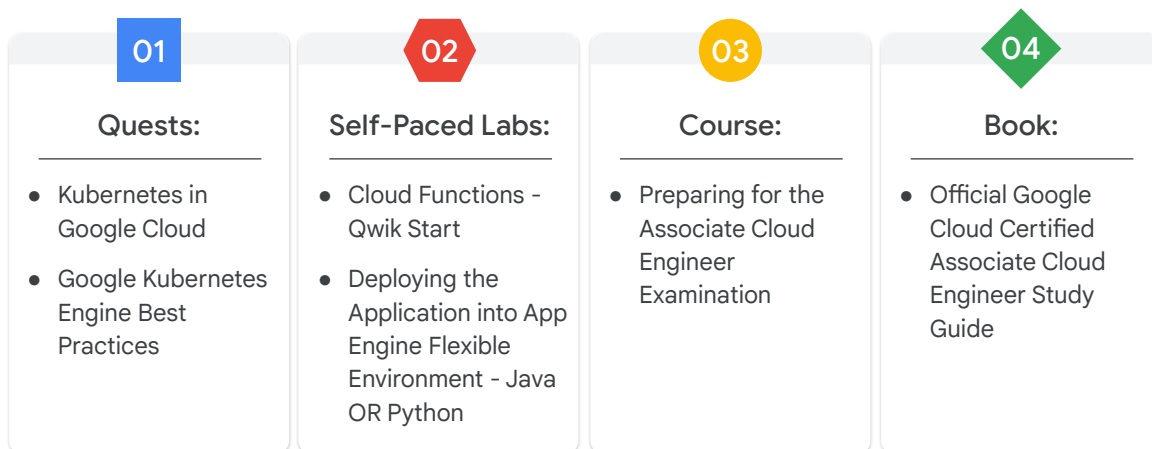 01
Quests:
● Kubernetes in
Google Cloud
● Google Kubernetes
Engine Best
Practices
02
Self-Paced Labs:
● Cloud Functions -
Qwik Start
● Deploying the
Application into App
Engine Flexible
Environment - Java
OR Python
03
Course:
● Preparing for the
Associate Cloud
Engineer
Examination
04
Book:
● Official Google
Cloud Certified
Associate Cloud
Engineer Study
Guide